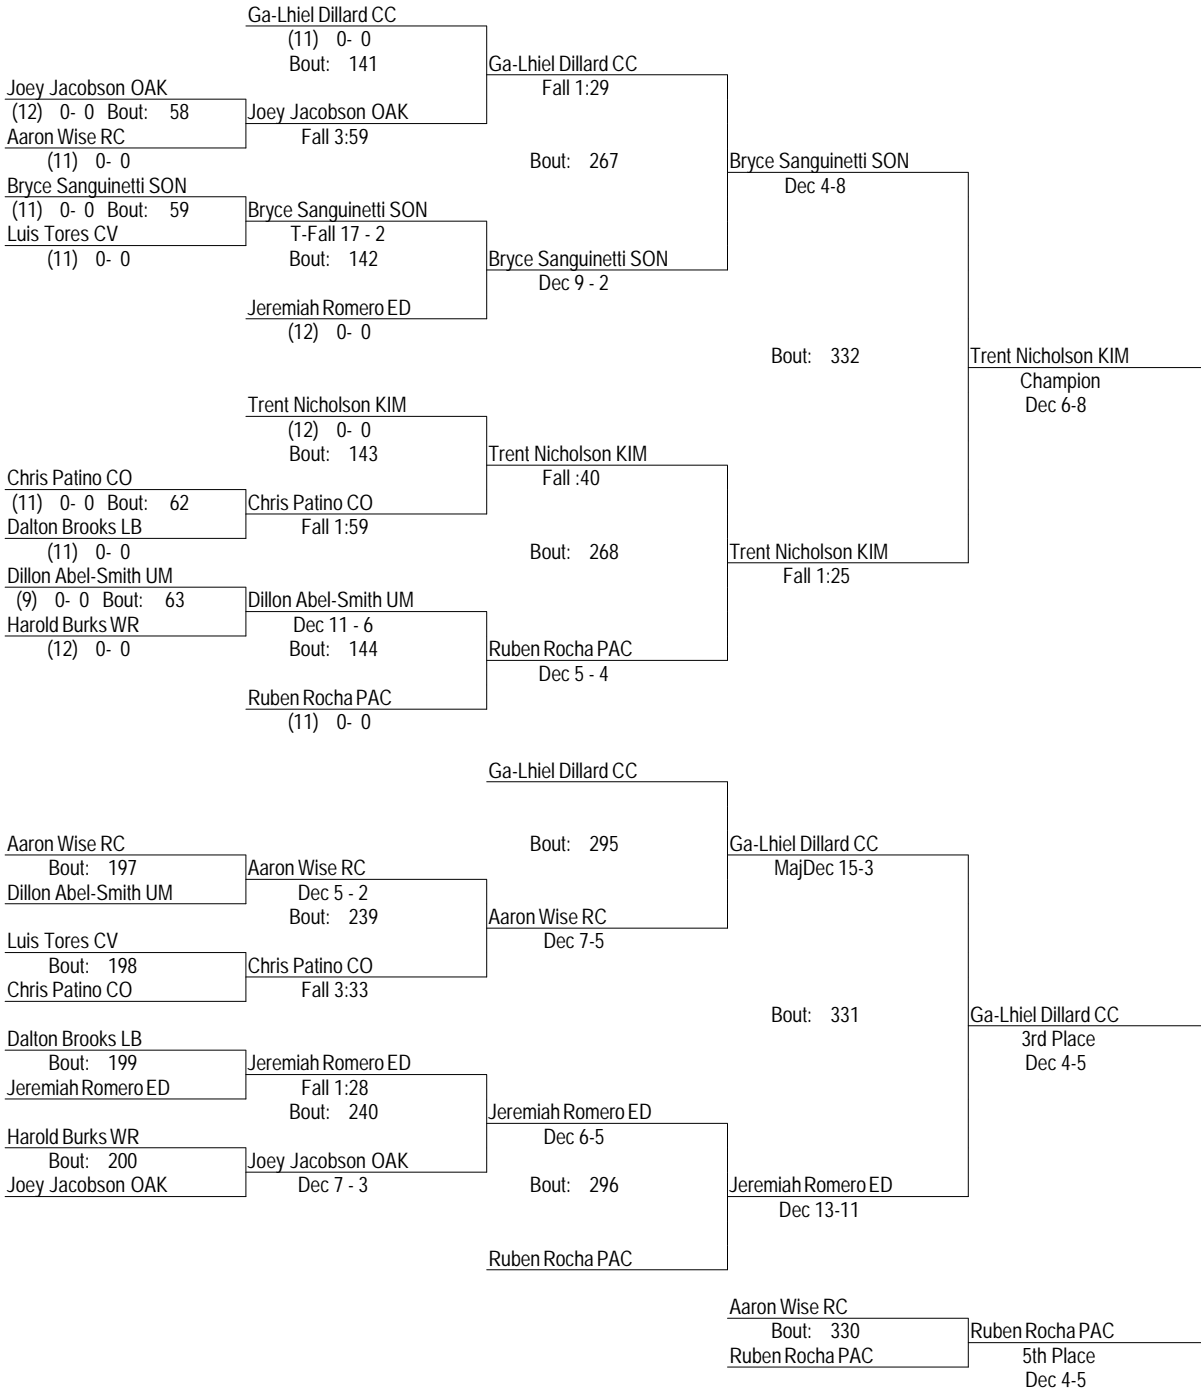 Ga-Lhiel Dillard CC
(11) 0- 0
Bout: 141
Ga-Lhiel Dillard CC
Fall 1:29
Joey Jacobson OAK
(12) 0- 0 Bout: 58
Joey Jacobson OAK
Fall 3:59
Aaron Wise RC
(11) 0- 0
Bout: 267
Bryce Sanguinetti SON
Dec 4-8
Bryce Sanguinetti SON
(11) 0- 0 Bout: 59
Bryce Sanguinetti SON
T-Fall 17 - 2
Luis Tores CV
(11) 0- 0
Bout: 142
Bryce Sanguinetti SON
Dec 9 - 2
Jeremiah Romero ED
(12) 0- 0
Bout: 332
Trent Nicholson KIM
Champion
Dec 6-8
Trent Nicholson KIM
(12) 0- 0
Bout: 143
Trent Nicholson KIM
Fall :40
Chris Patino CO
(11) 0- 0 Bout: 62
Chris Patino CO
Fall 1:59
Dalton Brooks LB
(11) 0- 0
Bout: 268
Trent Nicholson KIM
Fall 1:25
Dillon Abel-Smith UM
(9) 0- 0 Bout: 63
Dillon Abel-Smith UM
Dec 11 - 6
Harold Burks WR
(12) 0- 0
Bout: 144
Ruben Rocha PAC
Dec 5 - 4
Ruben Rocha PAC
(11) 0- 0
Ga-Lhiel Dillard CC
Bout: 295
Ga-Lhiel Dillard CC
MajDec 15-3
Aaron Wise RC
Bout: 197
Aaron Wise RC
Dec 5 - 2
Dillon Abel-Smith UM
Bout: 239
Aaron Wise RC
Dec 7-5
Luis Tores CV
Bout: 198
Chris Patino CO
Fall 3:33
Chris Patino CO
Bout: 331
Ga-Lhiel Dillard CC
3rd Place
Dec 4-5
Dalton Brooks LB
Bout: 199
Jeremiah Romero ED
Fall 1:28
Jeremiah Romero ED
Bout: 240
Jeremiah Romero ED
Dec 6-5
Harold Burks WR
Bout: 200
Joey Jacobson OAK
Dec 7 - 3
Joey Jacobson OAK
Bout: 296
Jeremiah Romero ED
Dec 13-11
Ruben Rocha PAC
Aaron Wise RC
Bout: 330
Ruben Rocha PAC
5th Place
Dec 4-5
Ruben Rocha PAC